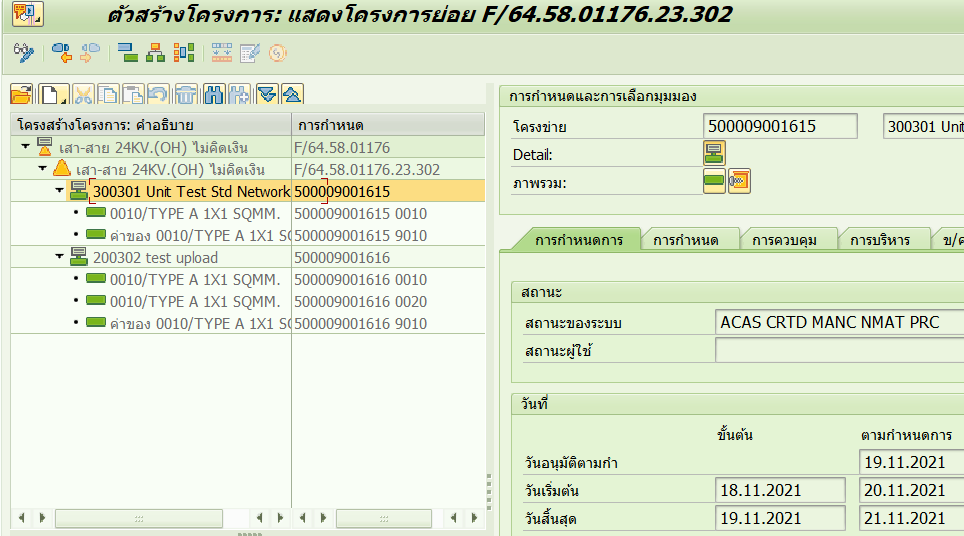 ตัวสร้างโครงการ: แสดงโครงการย่อย F/64.58.01176.23.302
โครงสร้างโครงการ: คำอธิบาย การกำหนด
เสา-สาย 24KV.(OH) ไม่คิดเงิน F/64.58.01176
เสา-สาย 24KV.(OH) ไม่คิดเงิน F/64.58.01176.23.302
300301 Unit Test Std Network 500009001615
0010/TYPE A 1X1 SQMM. 500009001615 0010
ค่าของ 0010/TYPE A 1X1 S 500009001615 9010
200302 test upload 500009001616
0010/TYPE A 1X1 SQMM. 500009001616 0010
0010/TYPE A 1X1 SQMM. 500009001616 0020
ค่าของ 0010/TYPE A 1X1 S 500009001616 9010
การกำหนดและการเลือกมุมมอง
โครงข่าย 500009001615 300301 Unit
Detail:
ภาพรวม:
การกำหนดการ การกำหนด การควบคุม การบริหาร
สถานะ
สถานะของระบบ ACAS CRTD MANC NMAT PRC
สถานะผู้ใช้
วันที่
ขั้นต้น ตามกำหนดการ
วันอนุมัติตามกำ 19.11.2021
วันเริ่มต้น 18.11.2021 20.11.2021
วันสิ้นสุด 19.11.2021 21.11.2021